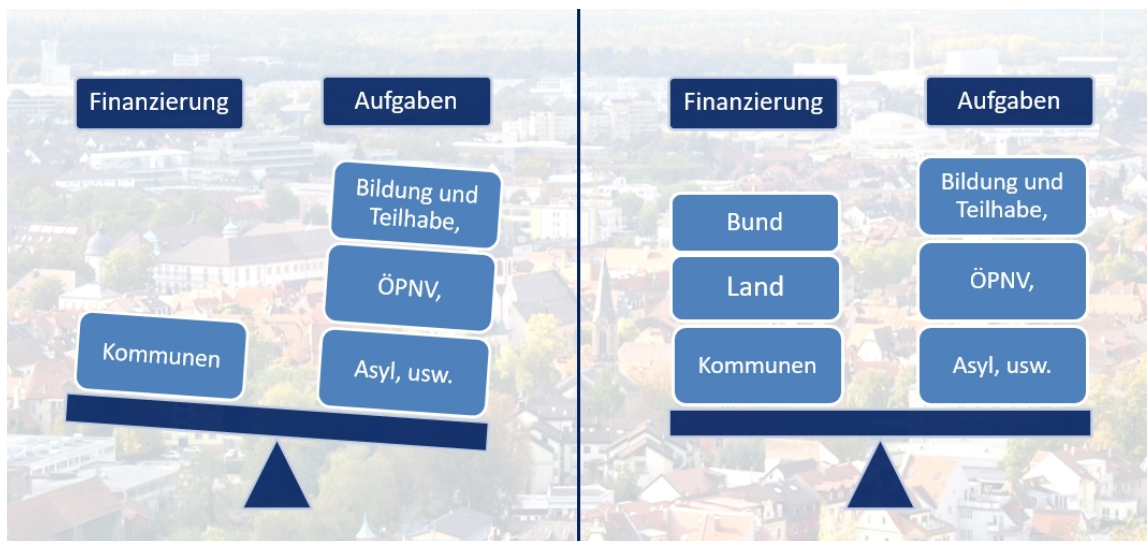 Finanzierung
Aufgaben
Bildung und
Teilhabe,
ÖPNV,
Kommunen
Asyl, usw.
Finanzierung
Aufgaben
Bund
Bildung und
Teilhabe,
Land
ÖPNV,
Kommunen
Asyl, usw.